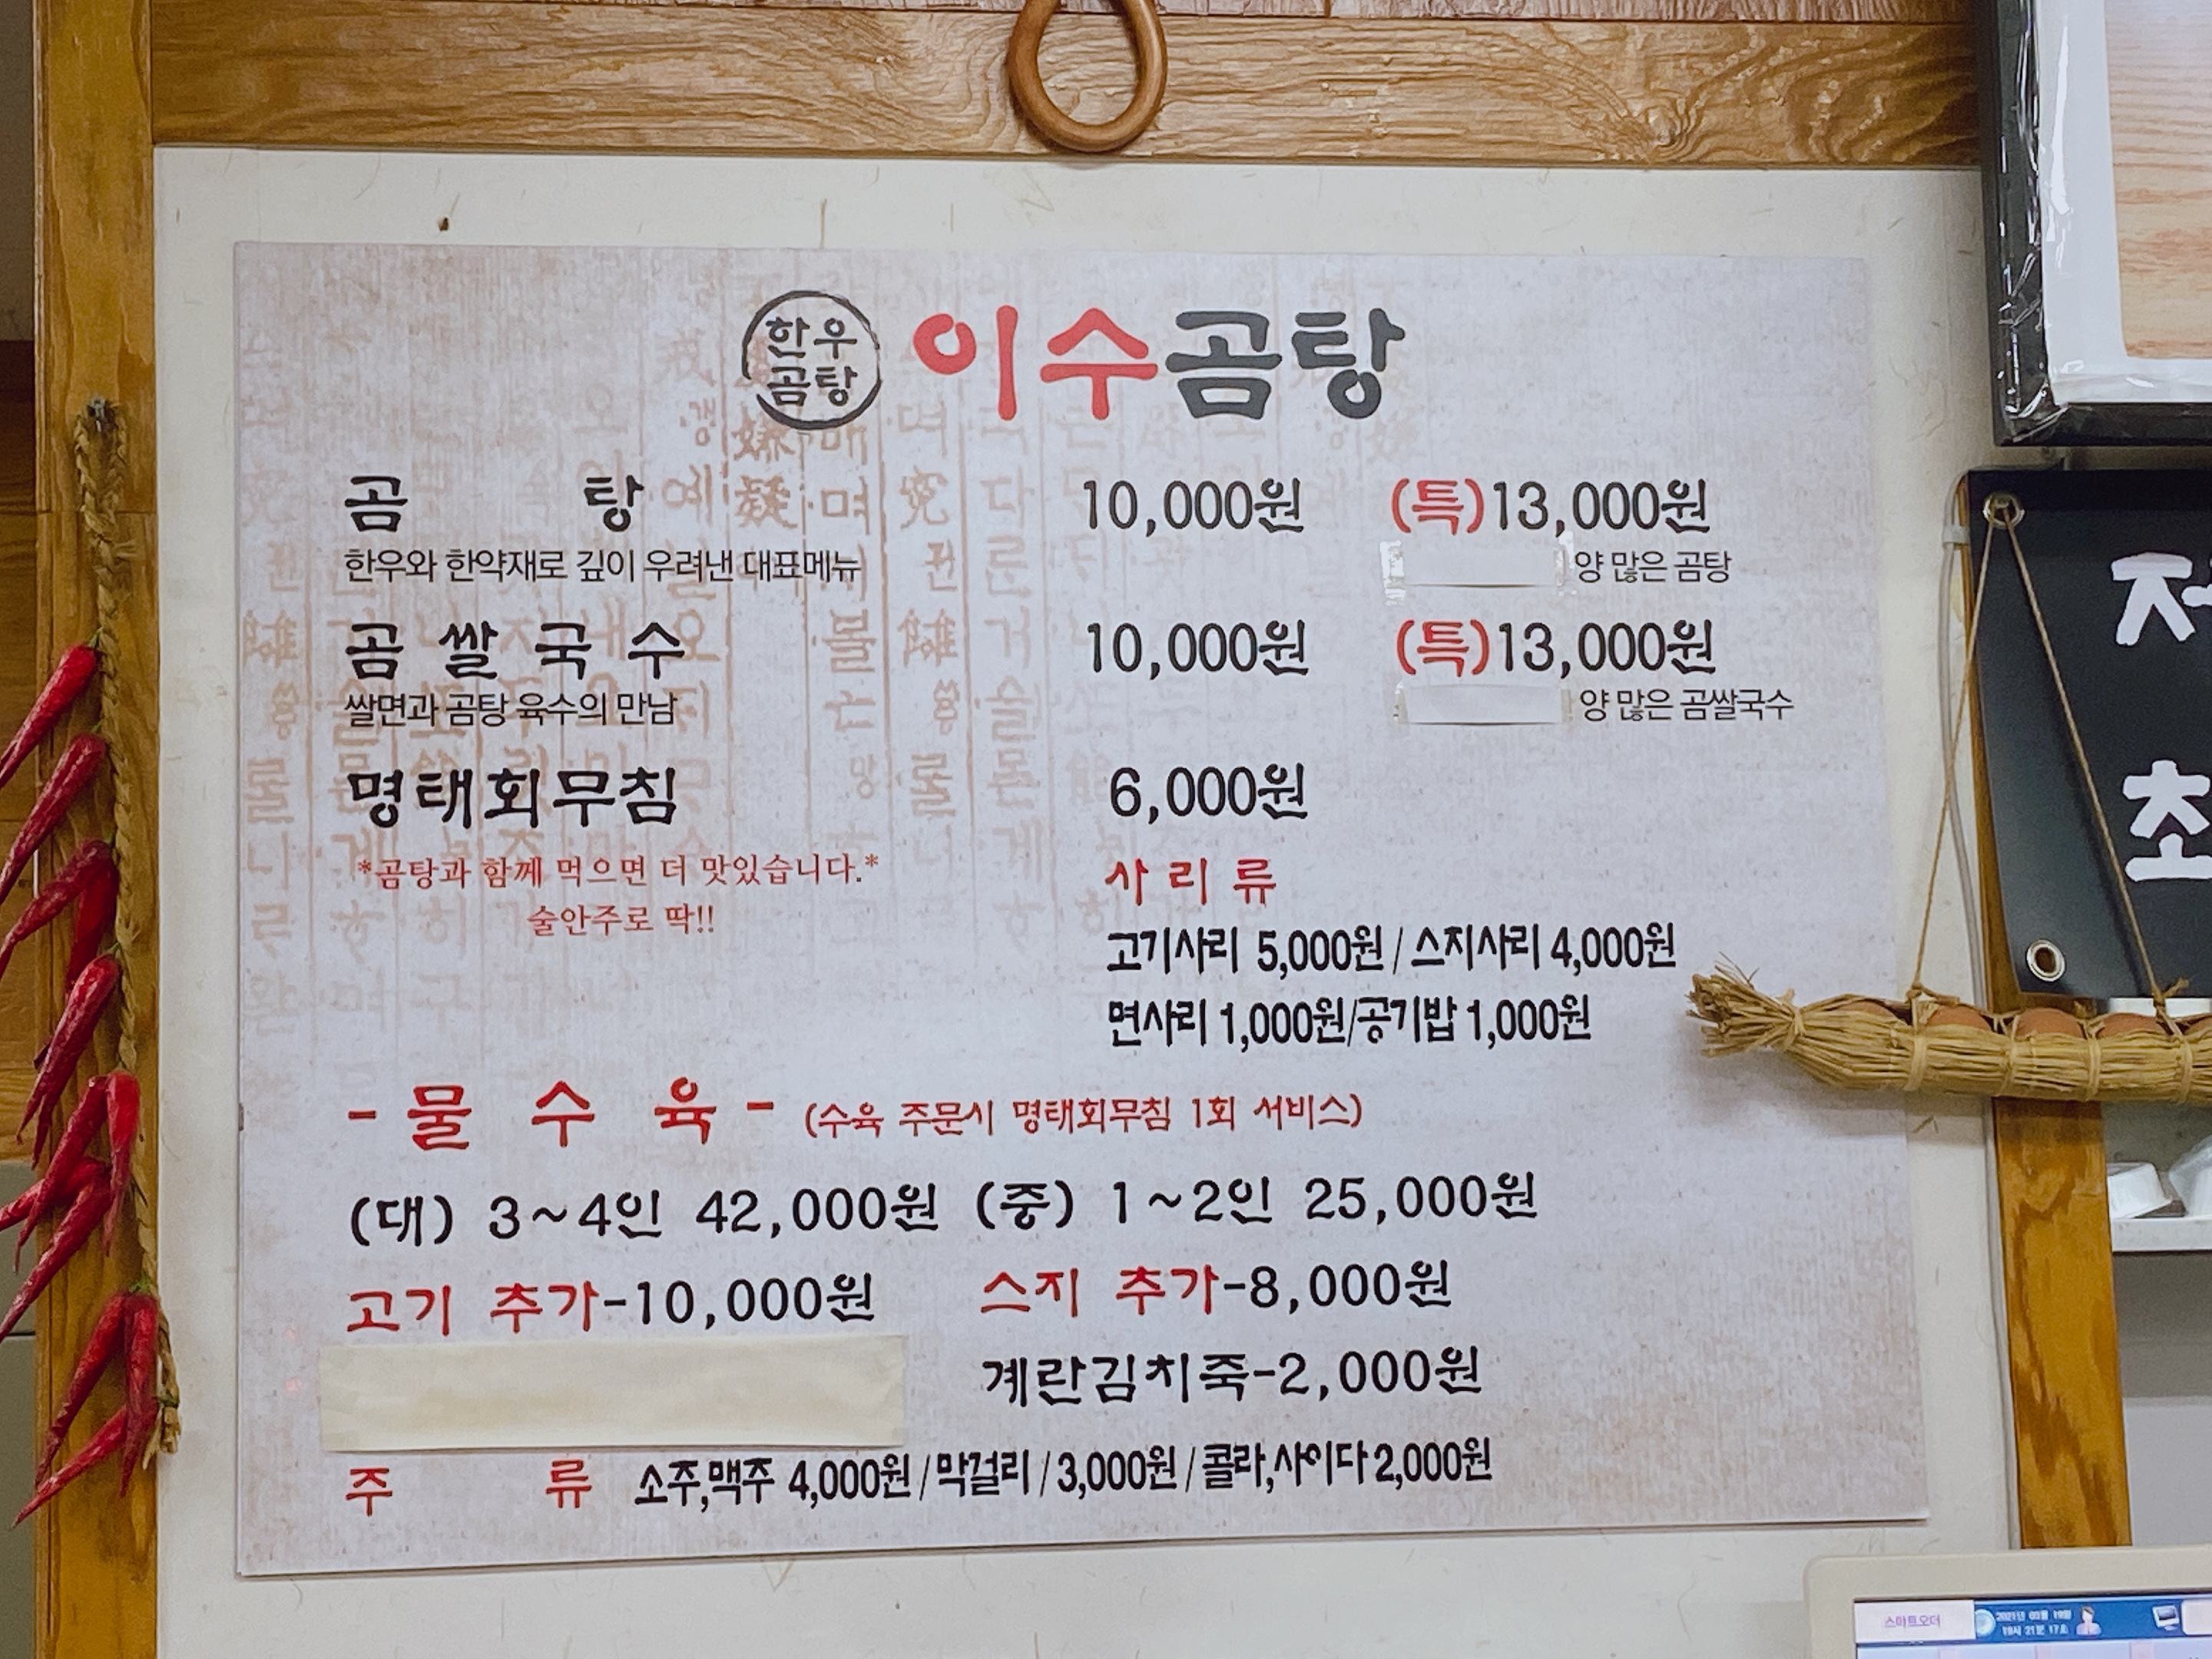 한우
곰탕
이수곰탕
곰 탕 10,000원 (특)13,000원
한우와 한약재로 깊이 우려낸 대표메뉴 양 많은 곰탕
곰 쌀 국 수 10,000원 (특)13,000원
쌀면과 곰탕 육수의 만남 양 많은 곰쌀국수
명태회무침 6,000원
*곰탕과 함께 먹으면 더 맛있습니다.*
술안주로 딱!!
사 리 류
고기사리 5,000원 / 스지사리 4,000원
면사리 1,000원/공기밥 1,000원
- 물 수 육 - (수육 주문시 명태회무침 1회 서비스)
(대) 3~4인 42,000원 (중) 1~2인 25,000원
고기 추가-10,000원 스지 추가-8,000원
계란김치죽-2,000원
주 류 소주,맥주 4,000원 / 막걸리 / 3,000원 / 콜라,사이다 2,000원
저
초
스마트오더